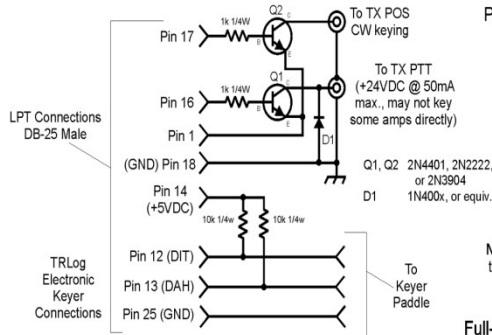 1k 1/4W
Q2
C
B
E
To TX POS
CW keying
P
Pin 17
1k 1/4W
Q1
C
B
E
To TX PTT
(+24VDC @ 50mA
max., may not key
some amps directly)
Pin 16
LPT Connections
DB-25 Male
Pin 1
D1
(GND) Pin 18
Q1, Q2 2N4401, 2N2222,
or 2N3904
D1 1N400x, or equiv.
Pin 14
(+5VDC)
10k 1/4w
10k 1/4w
TRLog
Electronic
Keyer
Connections
Pin 12 (DIT)
Pin 13 (DAH)
Pin 25 (GND)
To
Keyer
Paddle
N
t
Full-